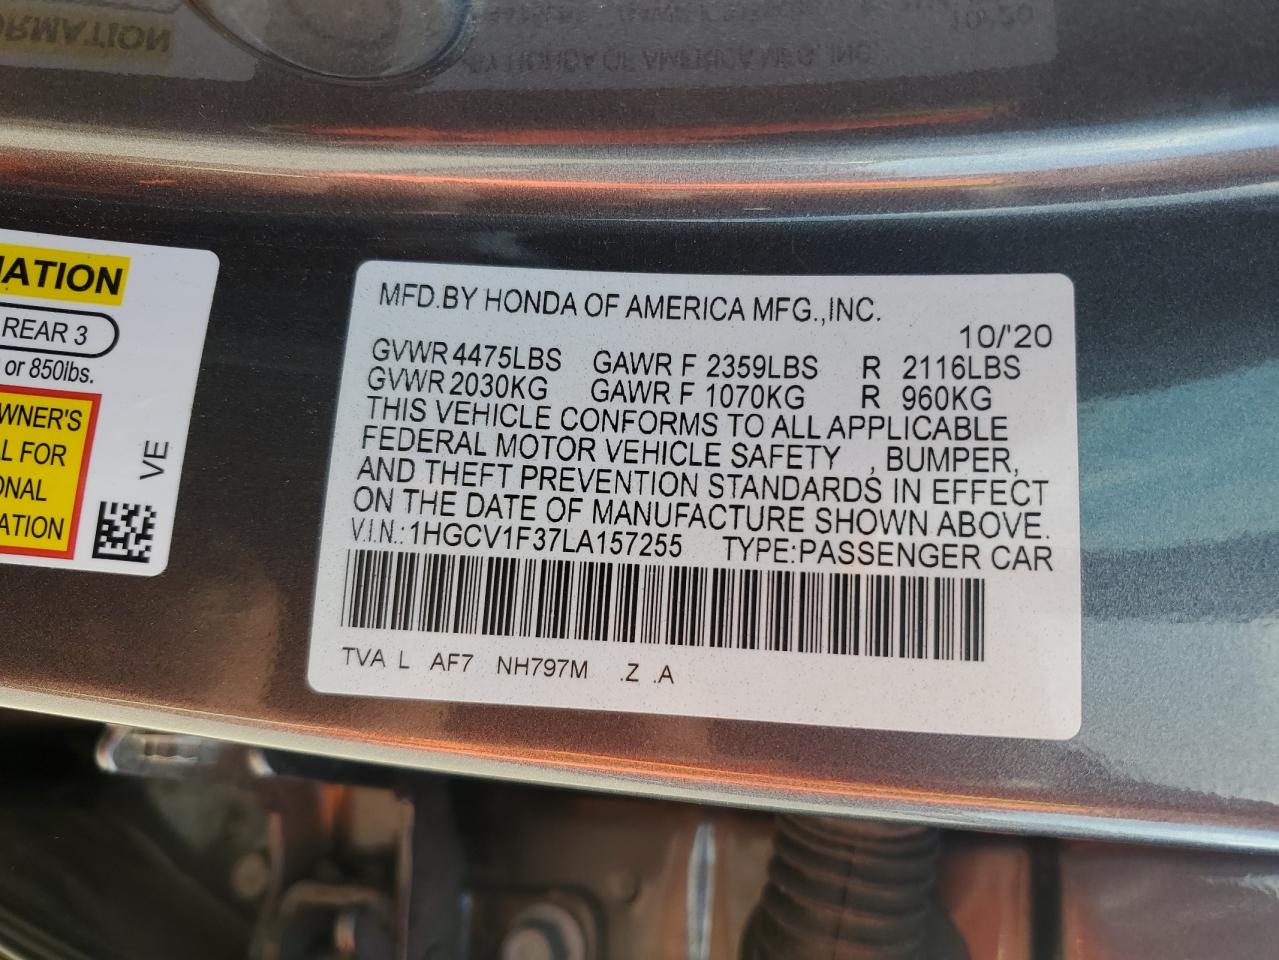 IATION
REAR 3
or 850lbs.
WNER'S
L FOR
ONAL
ATION
VE
MFD.BY HONDA OF AMERICA MFG.,INC.
10/'20
GVWR 4475LBS GAWR F 2359LBS R 2116LBS
GVWR 2030KG GAWR F 1070KG R 960KG
THIS VEHICLE CONFORMS TO ALL APPLICABLE
FEDERAL MOTOR VEHICLE SAFETY , BUMPER,
AND THEFT PREVENTION STANDARDS IN EFFECT
ON THE DATE OF MANUFACTURE SHOWN ABOVE.
V.I.N.:1HGCV1F37LA157255 TYPE:PASSENGER CAR
TVA L AF7 NH797M .Z .A